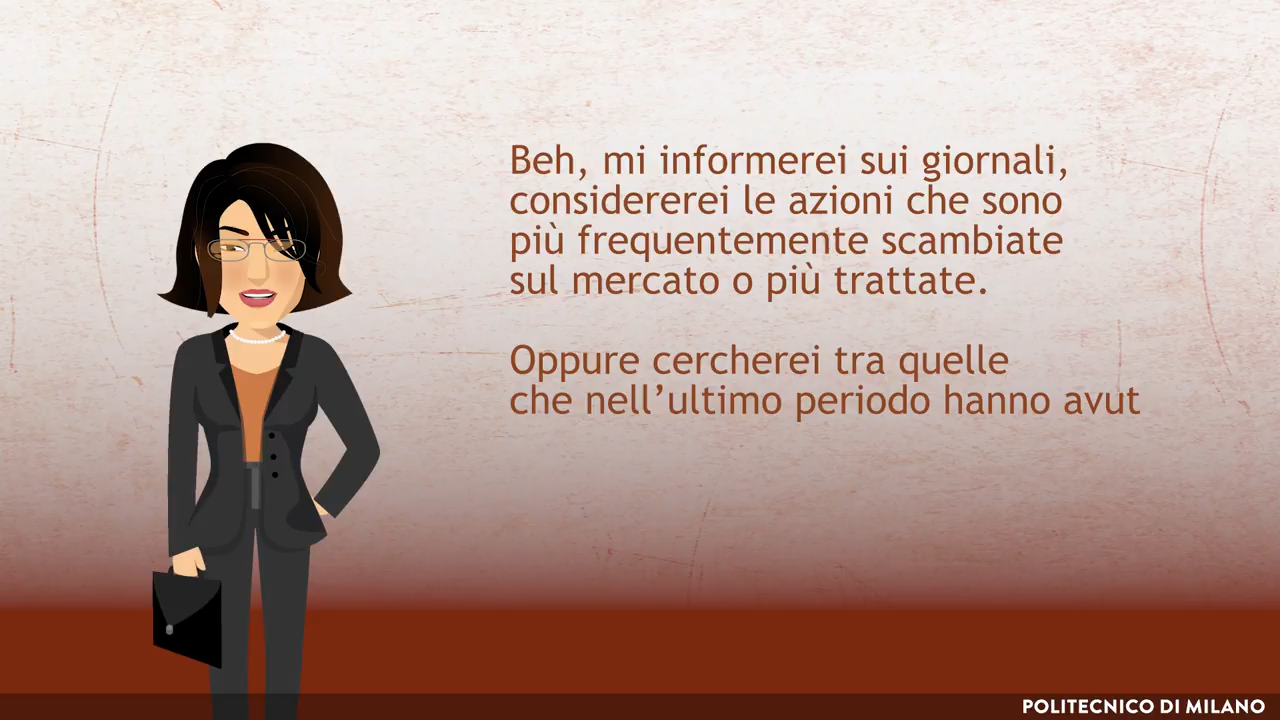 Beh, mi informerei sui giornali,
considererei le azioni che sono
più frequentemente scambiate
sul mercato o più trattate.
Oppure cercherei tra quelle
che nell’ultimo periodo hanno avut
POLITECNICO DI MILANO